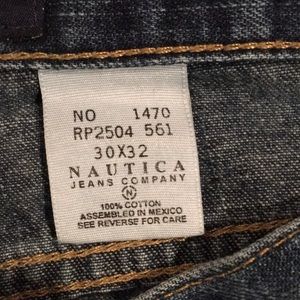 NO 1470
RP2504 561
30X32
NAUTICA
JEANS COMPANY
N
100% COTTON
ASSEMBLED IN MEXICO
SEE REVERSE FOR CARE